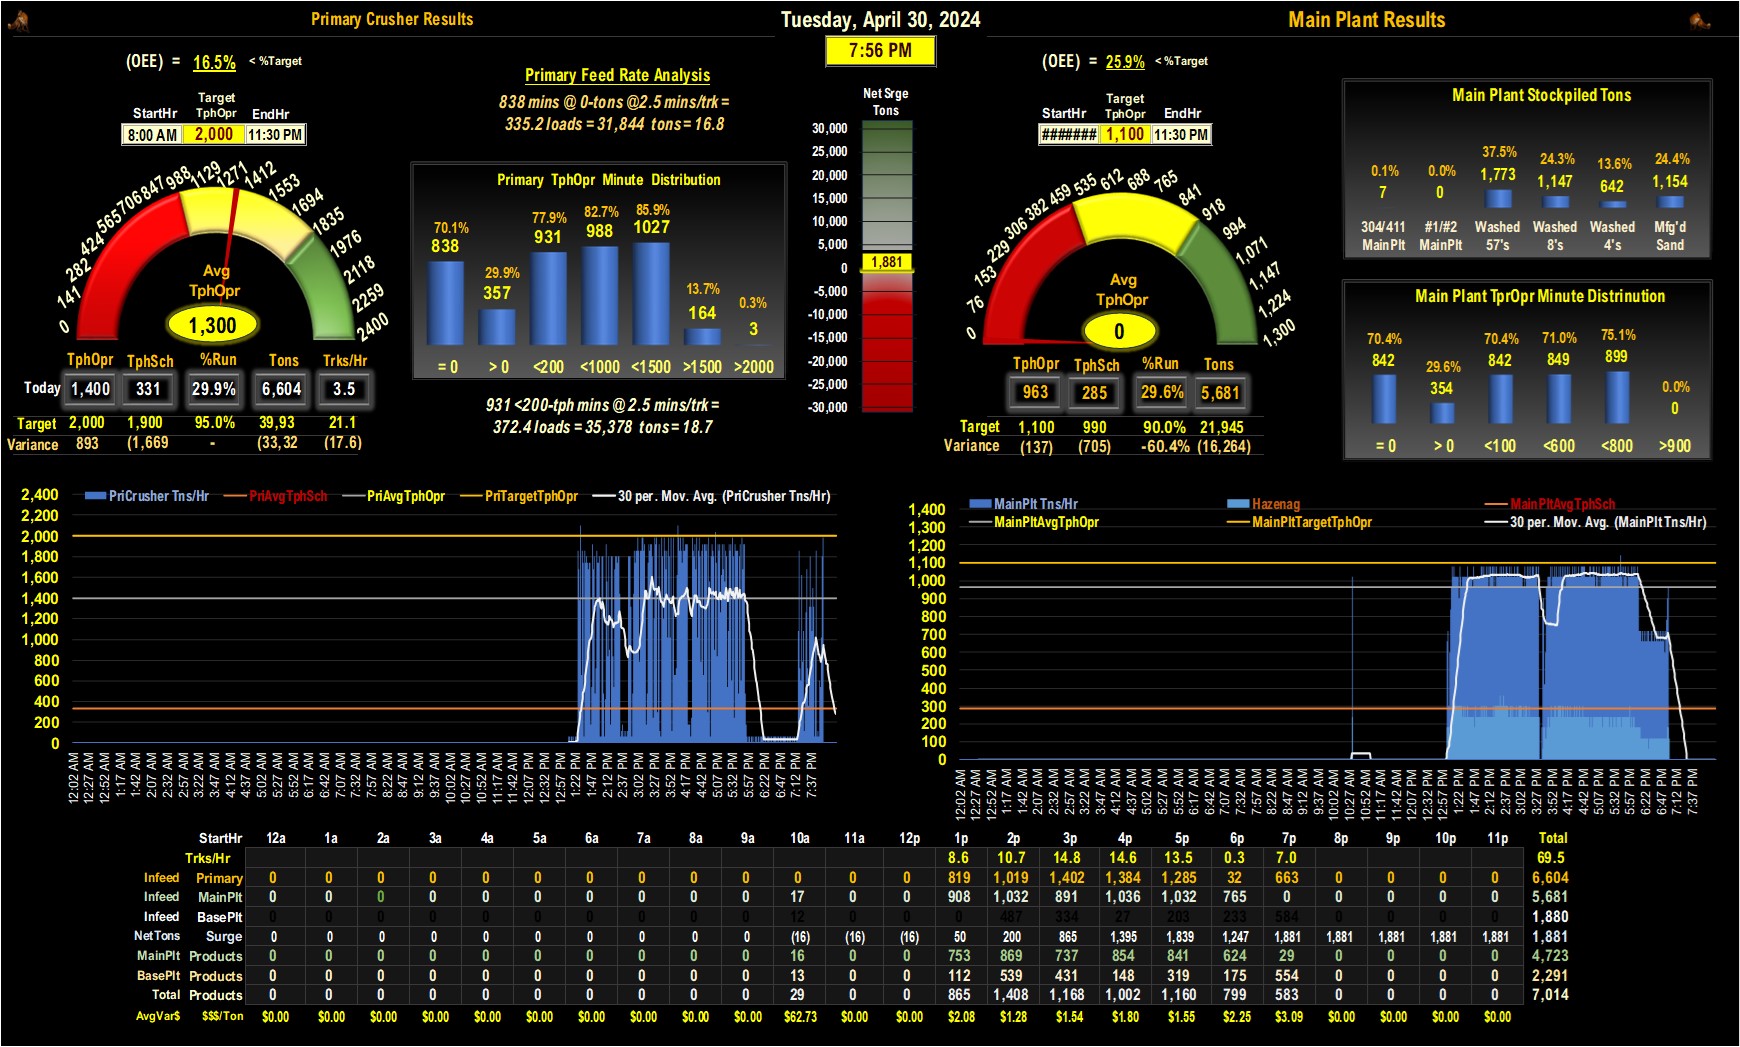 Primary Crusher Results
Tuesday, April 30, 2024
Main Plant Results
7:56 PM
(OEE) = 16.5% < %Target
Target
StartHr TphOpr EndHr
8:00 AM 2,000 11:30 PM
0 141 282 424 565 706 847 988 1129 1271 1412 1553 1694 1835 1976 2118 2259 2400
Avg
TphOpr
1,300
TphOpr TphSch %Run Tons Trks/Hr
Today 1,400 331 29.9% 6,604 3.5
Target 2,000 1,900 95.0% 39,93 21.1
Variance 893 (1,669 - (33,32 (17.6)
Primary Feed Rate Analysis
838 mins @ 0-tons @2.5 mins/trk =
335.2 loads = 31,844 tons = 16.8
Primary TphOpr Minute Distribution
70.1% 29.9% 77.9% 82.7% 85.9% 13.7% 0.3%
838 357 931 988 1027 164 3
= 0 > 0 <200 <1000 <1500 >1500 >2000
931 <200-tph mins @ 2.5 mins/trk =
372.4 loads = 35,378 tons = 18.7
Net Srge
Tons
30,000
25,000
20,000
15,000
10,000
5,000
0
-5,000
-10,000
-15,000
-20,000
-25,000
-30,000
1,881
(OEE) = 25.9% < %Target
Target
StartHr TphOpr EndHr
####### 1,100 11:30 PM
0 76 153 229 306 382 459 535 612 688 765 841 918 994 1,071 1,147 1,224 1,300
Avg
TphOpr
0
TphOpr TphSch %Run Tons
963 285 29.6% 5,681
Target 1,100 990 90.0% 21,945
Variance (137) (705) -60.4% (16,264)
Main Plant Stockpiled Tons
0.1% 0.0% 37.5% 24.3% 13.6% 24.4%
7 0 1,773 1,147 642 1,154
304/411 #1/#2 Washed Washed Washed Mfg'd
MainPlt MainPlt 57's 8's 4's Sand
Main Plant TprOpr Minute Distrinution
70.4% 29.6% 70.4% 71.0% 75.1% 0.0%
842 354 842 849 899 0
= 0 > 0 <100 <600 <800 >900
PriCrusher Tns/Hr PriAvgTphSch PriAvgTphOpr PriTargetTphOpr 30 per. Mov. Avg. (PriCrusher Tns/Hr)
2,400
2,200
2,000
1,800
1,600
1,400
1,200
1,000
800
600
400
200
0
12:02 AM 12:27 AM 12:52 AM 1:17 AM 1:42 AM 2:07 AM 2:32 AM 2:57 AM 3:22 AM 3:47 AM 4:12 AM 4:37 AM 5:02 AM 5:27 AM 5:52 AM 6:17 AM 6:42 AM 7:07 AM 7:32 AM 7:57 AM 8:22 AM 8:47 AM 9:12 AM 9:37 AM 10:02 AM 10:27 AM 10:52 AM 11:17 AM 11:42 AM 12:07 PM 12:32 PM 12:57 PM 1:22 PM 1:47 PM 2:12 PM 2:37 PM 3:02 PM 3:27 PM 3:52 PM 4:17 PM 4:42 PM 5:07 PM 5:32 PM 5:57 PM 6:22 PM 6:47 PM 7:12 PM 7:37 PM
MainPlt Tns/Hr Hazenag MainPltAvgTphSch
MainPltAvgTphOpr MainPltTargetTphOpr 30 per. Mov. Avg. (MainPlt Tns/Hr)
1,400
1,300
1,200
1,100
1,000
900
800
700
600
500
400
300
200
100
0
12:02 AM 12:27 AM 12:52 AM 1:17 AM 1:42 AM 2:07 AM 2:32 AM 2:57 AM 3:22 AM 3:47 AM 4:12 AM 4:37 AM 5:02 AM 5:27 AM 5:52 AM 6:17 AM 6:42 AM 7:07 AM 7:32 AM 7:57 AM 8:22 AM 8:47 AM 9:12 AM 9:37 AM 10:02 AM 10:27 AM 10:52 AM 11:17 AM 11:42 AM 12:07 PM 12:32 PM 12:57 PM 1:22 PM 1:47 PM 2:12 PM 2:37 PM 3:02 PM 3:27 PM 3:52 PM 4:17 PM 4:42 PM 5:07 PM 5:32 PM 5:57 PM 6:22 PM 6:47 PM 7:12 PM 7:37 PM
StartHr 12a 1a 2a 3a 4a 5a 6a 7a 8a 9a 10a 11a 12p 1p 2p 3p 4p 5p 6p 7p 8p 9p 10p 11p Total
Trks/Hr 8.6 10.7 14.8 14.6 13.5 0.3 7.0 69.5
Infeed Primary 0 0 0 0 0 0 0 0 0 0 0 0 0 819 1,019 1,402 1,384 1,285 32 663 0 0 0 0 6,604
Infeed MainPlt 0 0 0 0 0 0 0 0 0 0 17 0 0 908 1,032 891 1,036 1,032 765 0 0 0 0 0 5,681
Infeed BasePlt 0 0 0 0 0 0 0 0 0 0 12 0 0 0 487 334 27 203 233 584 0 0 0 0 1,880
NetTons Surge 0 0 0 0 0 0 0 0 0 0 (16) (16) (16) 50 200 865 1,395 1,839 1,247 1,881 1,881 1,881 1,881 1,881 1,881
MainPlt Products 0 0 0 0 0 0 0 0 0 0 16 0 0 753 869 737 854 841 624 29 0 0 0 0 4,723
BasePlt Products 0 0 0 0 0 0 0 0 0 0 13 0 0 112 539 431 148 319 175 554 0 0 0 0 2,291
Total Products 0 0 0 0 0 0 0 0 0 0 29 0 0 865 1,408 1,168 1,002 1,160 799 583 0 0 0 0 7,014
AvgVar$ $$$/Ton $0.00 $0.00 $0.00 $0.00 $0.00 $0.00 $0.00 $0.00 $0.00 $0.00 $62.73 $0.00 $0.00 $2.08 $1.28 $1.54 $1.80 $1.55 $2.25 $3.09 $0.00 $0.00 $0.00 $0.00